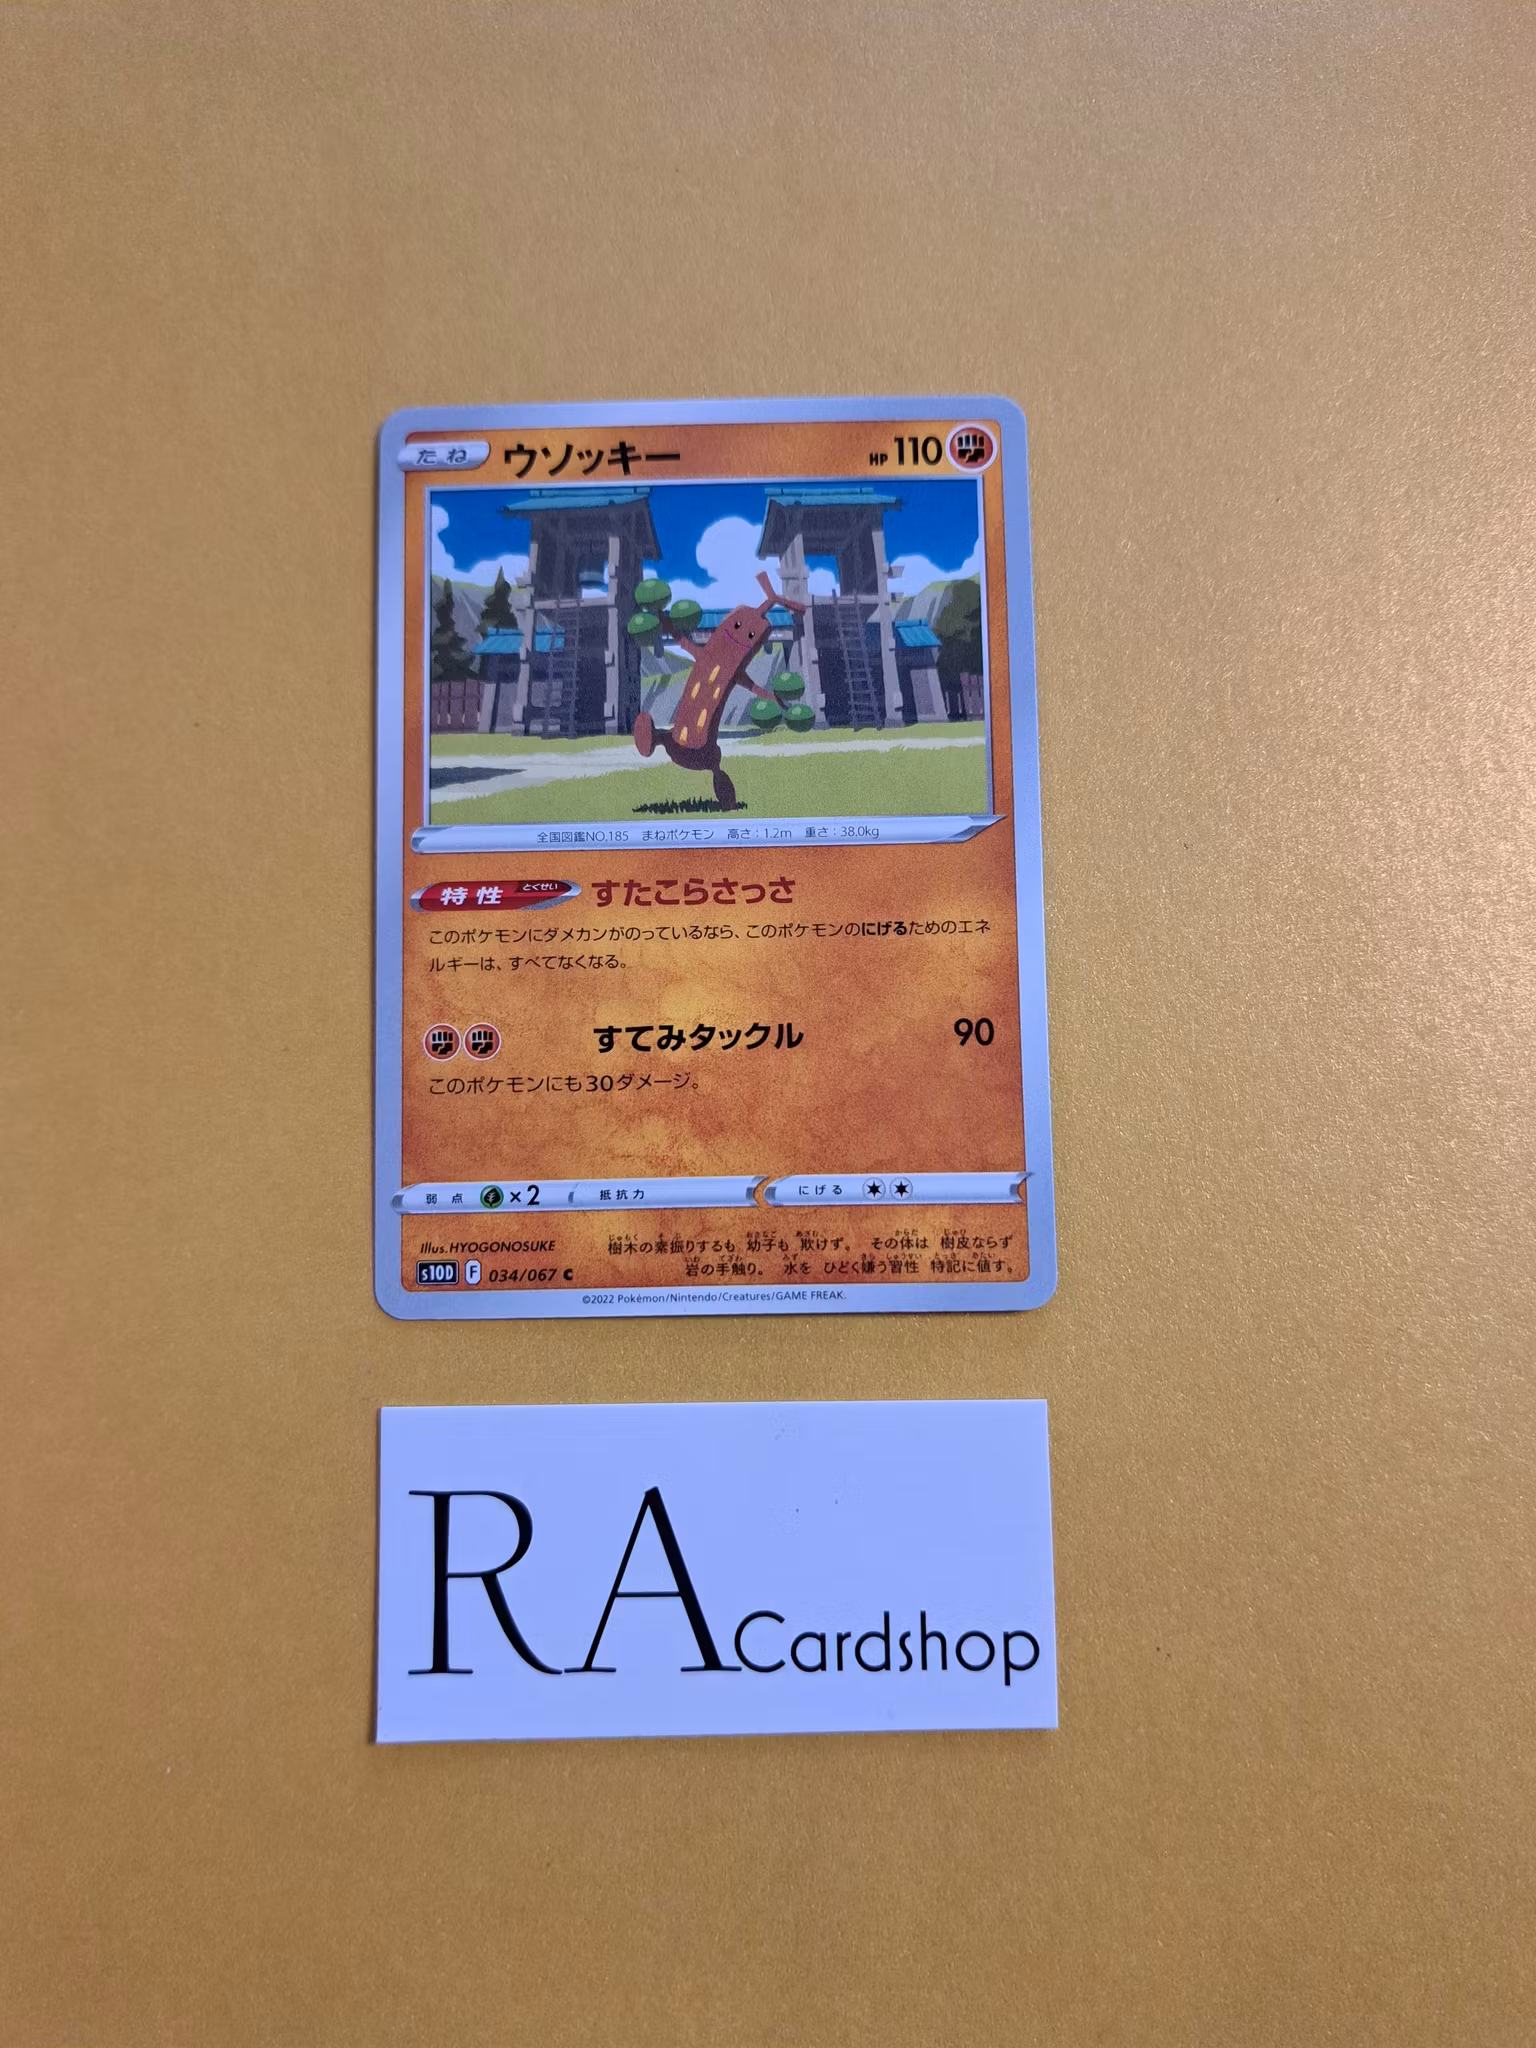 たね ウソッキー HP 110
全国図鑑NO.185 まねポケモン 高さ：1.2m 重さ：38.0kg
特性 とくせい すたこらさっさ
このポケモンにダメカンがのっているなら、このポケモンのにげるためのエネ
ルギーは、すべてなくなる。
すてみタックル 90
このポケモンにも30ダメージ。
弱点 ×2 抵抗力 にげる
Illus.HYOGONOSUKE
樹木の素振りするも 幼子も 欺けず。 その体は 樹皮ならず
岩の手触り。 水を ひどく嫌う習性 特記に値す。
s10D F 034/067 C
©2022 Pokémon/Nintendo/Creatures/GAME FREAK.
RA Cardshop